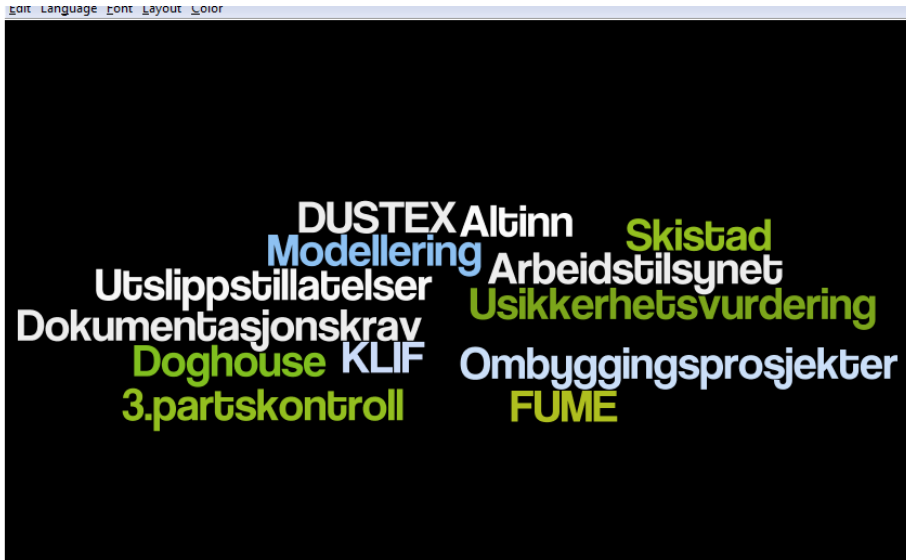 Edit Language Font Layout Color
DUSTEX Altinn
Skistad
Modellering
Arbeidstilsynet
Utslippstillatelser
Usikkerhetsvurdering
Dokumentasjonskrav
Doghouse KLIF
Ombyggingsprosjekter
3.partskontroll
FUME